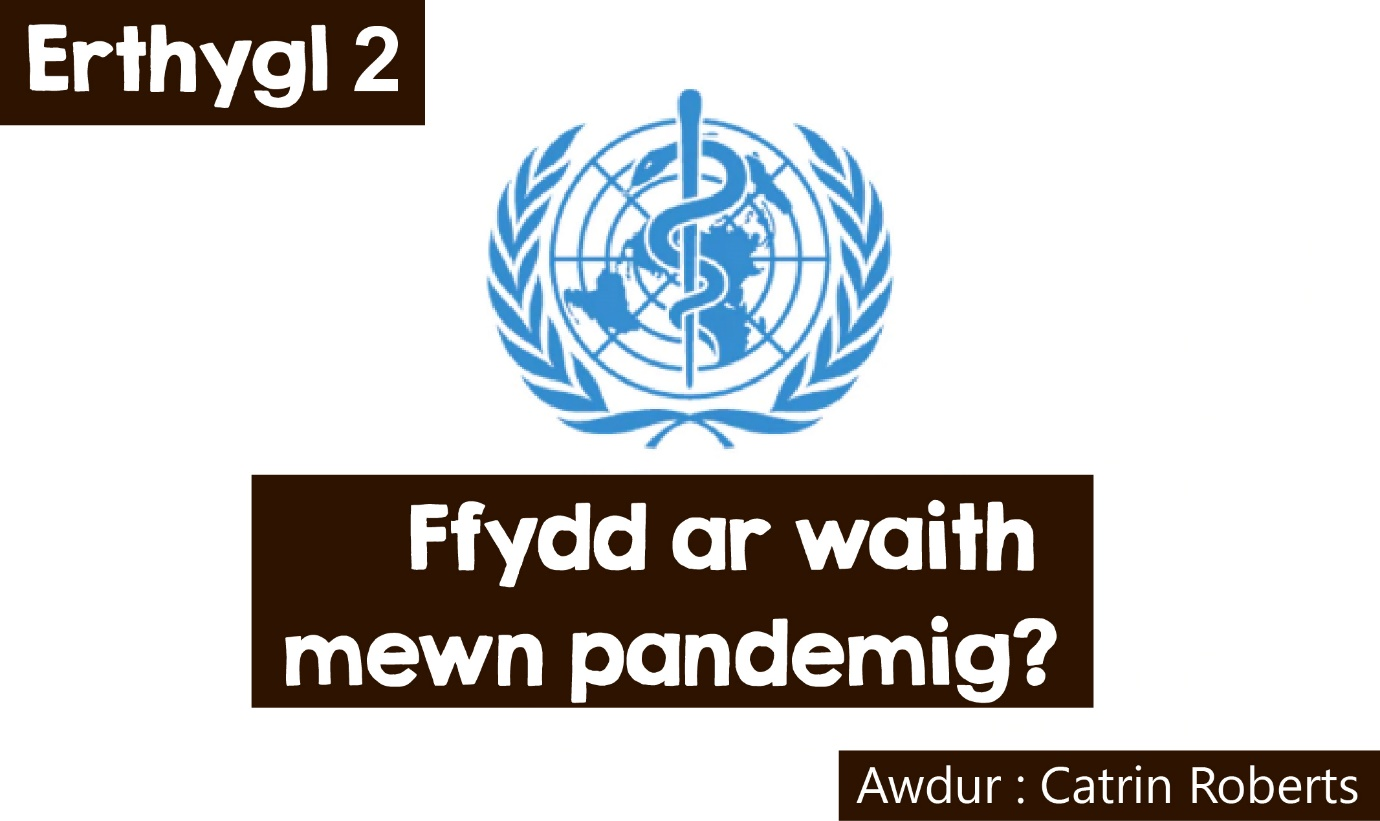 Erthygl 2
Ffydd ar waith
mewn pandemig?
Awdur : Catrin Roberts